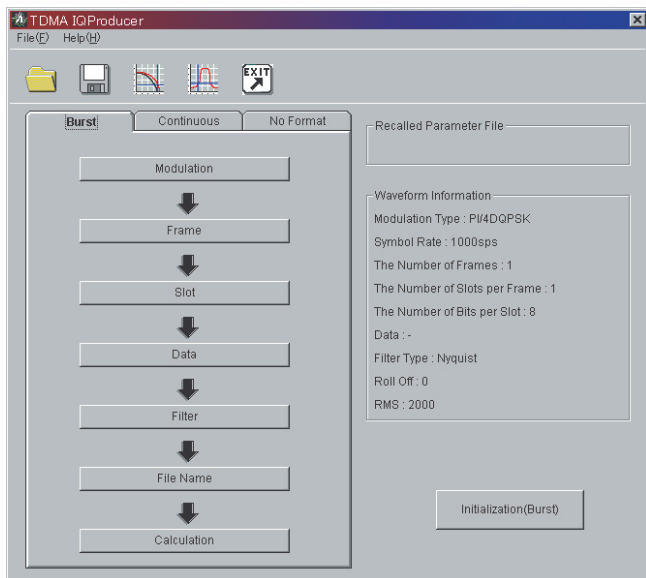 TDMA IQProducer
File(F) Help(H)
EXIT
Burst Continuous No Format
Modulation
Frame
Slot
Data
Filter
File Name
Calculation
Recalled Parameter File
Waveform Information
Modulation Type : PI/4DQPSK
Symbol Rate : 1000sps
The Number of Frames : 1
The Number of Slots per Frame : 1
The Number of Bits per Slot : 8
Data : -
Filter Type : Nyquist
Roll Off : 0
RMS : 2000
Initialization(Burst)